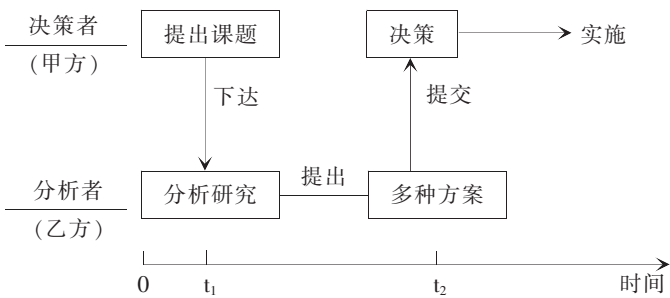 决策者
(甲方)
提出课题
决策
实施
下达
提交
分析者
(乙方)
分析研究
提出
多种方案
0
t₁
t₂
时间